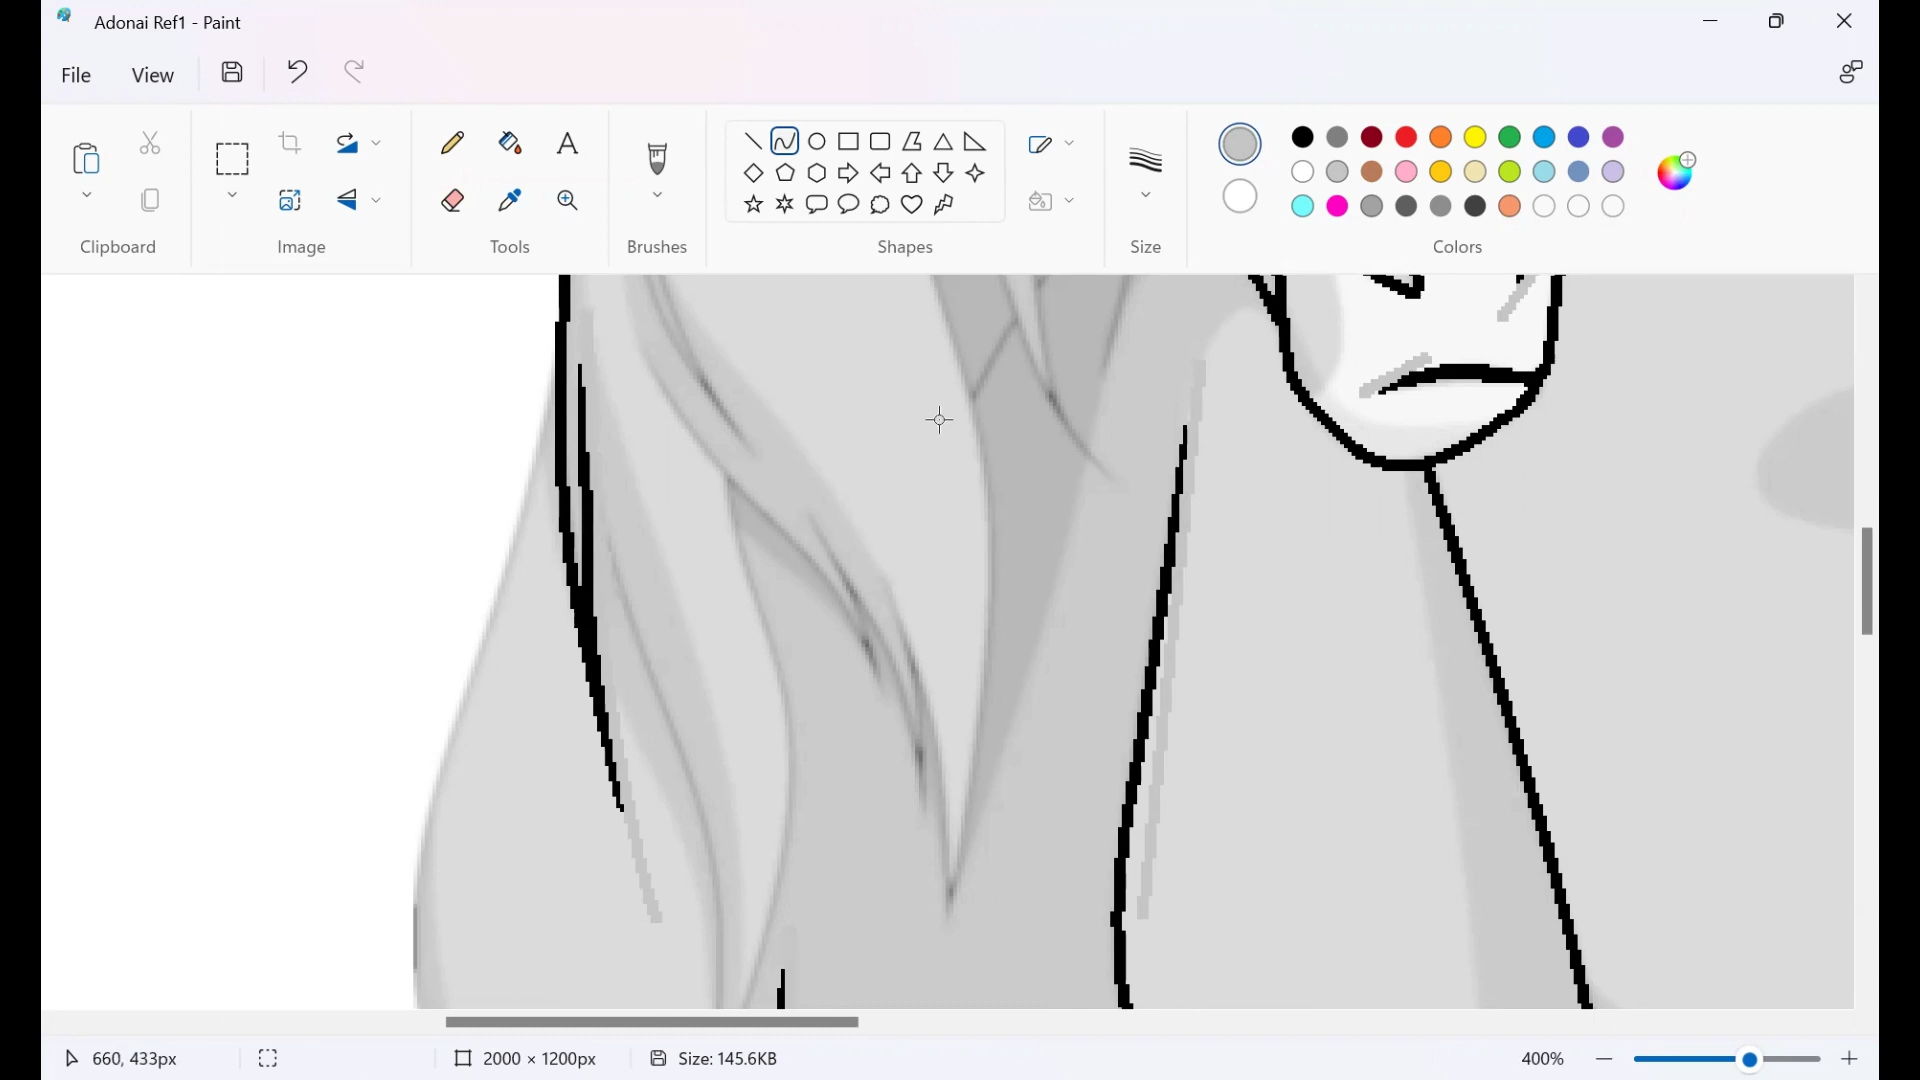 Adonai Ref1 - Paint
File View
Clipboard
Image
Tools
Brushes
Shapes
Size
Colors
660, 433px
2000 × 1200px
Size: 145.6KB
400%